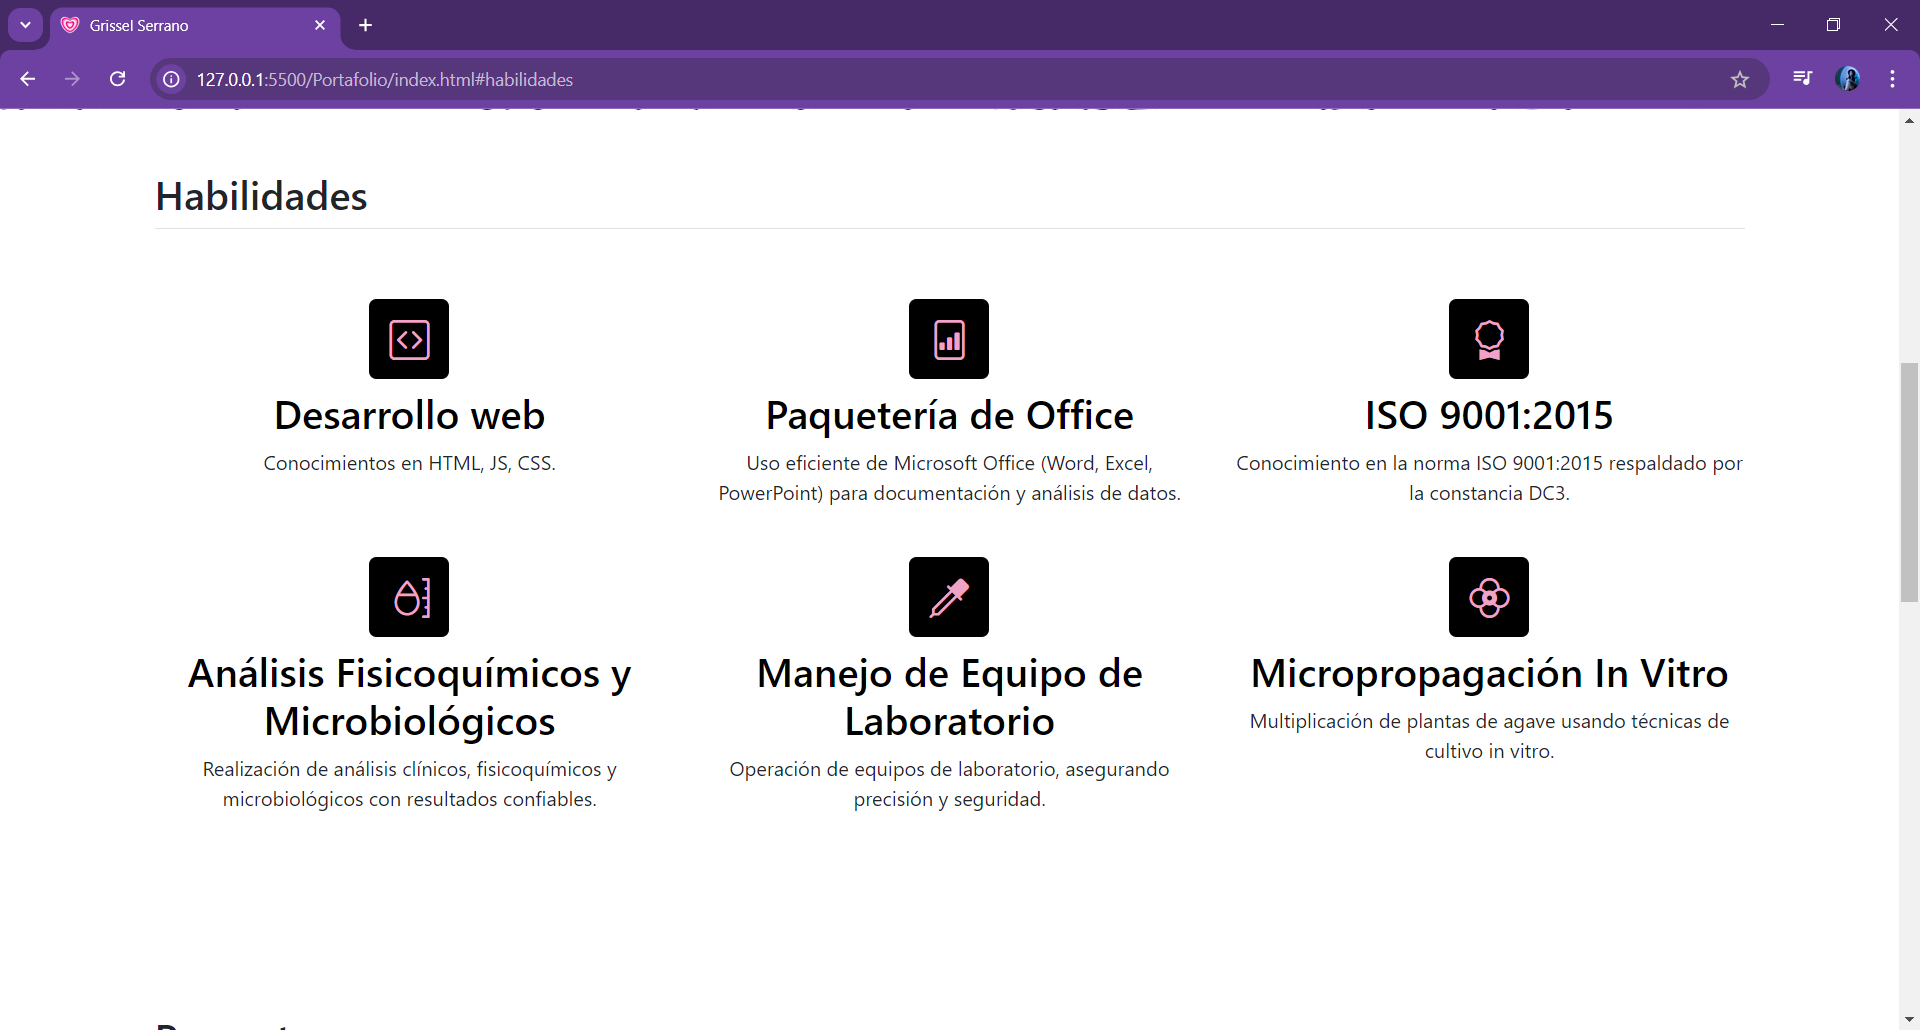 Grissel Serrano
127.0.0.1:5500/Portafolio/index.html#habilidades
Habilidades
Desarrollo web
Conocimientos en HTML, JS, CSS.
Paquetería de Office
Uso eficiente de Microsoft Office (Word, Excel,
PowerPoint) para documentación y análisis de datos.
ISO 9001:2015
Conocimiento en la norma ISO 9001:2015 respaldado por
la constancia DC3.
Análisis Fisicoquímicos y
Microbiológicos
Realización de análisis clínicos, fisicoquímicos y
microbiológicos con resultados confiables.
Manejo de Equipo de
Laboratorio
Operación de equipos de laboratorio, asegurando
precisión y seguridad.
Micropropagación In Vitro
Multiplicación de plantas de agave usando técnicas de
cultivo in vitro.